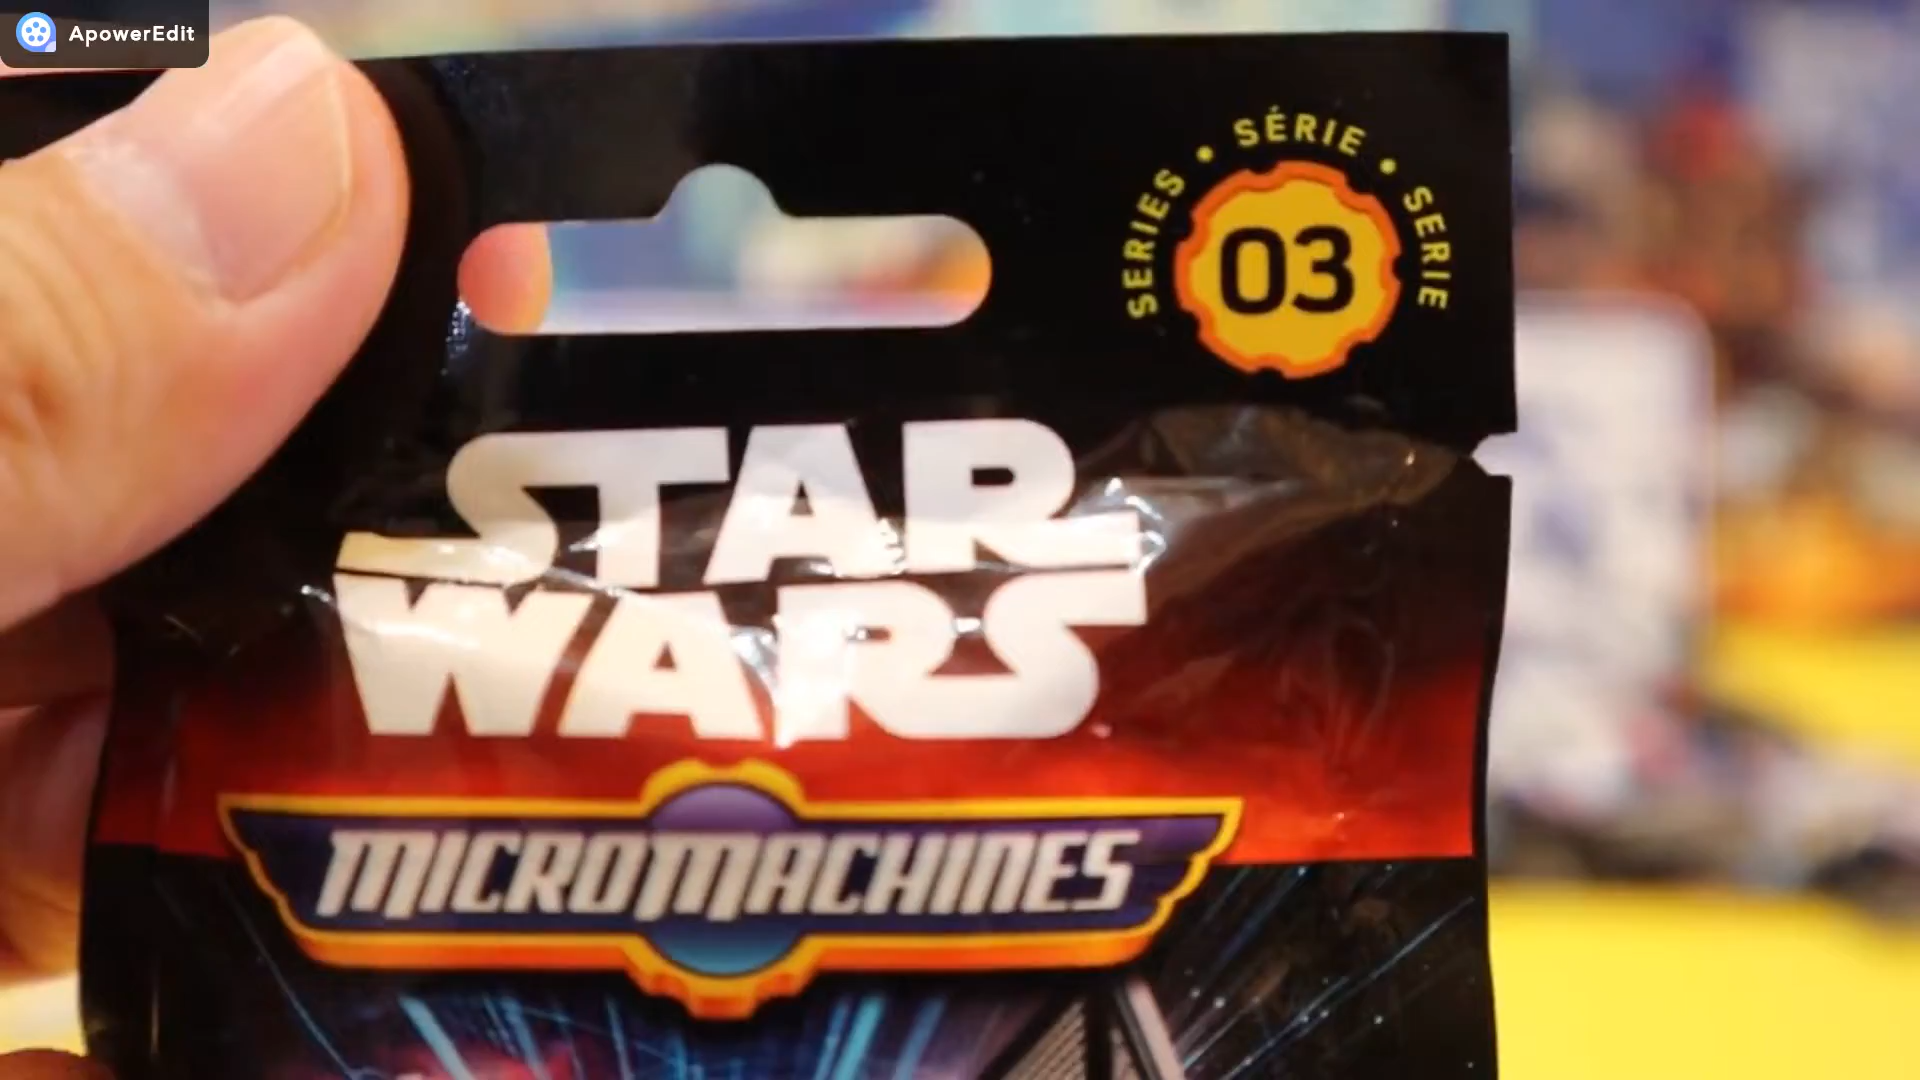 ApowerEdit
SERIES • SÉRIE • SERIE
03
STAR
WARS
MICROMACHINES